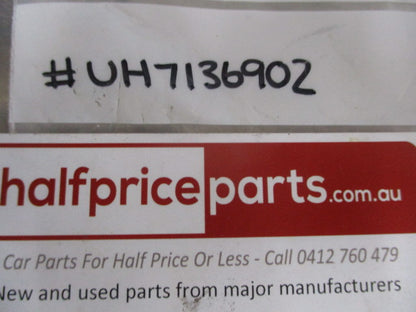 #UH7136902
halfpriceparts.com.au
Car Parts For Half Price Or Less - Call 0412 760 479
New and used parts from major manufacturers